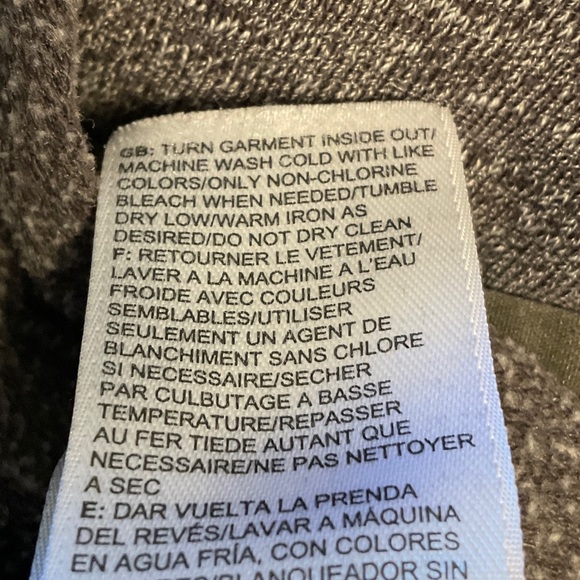 GB: TURN GARMENT INSIDE OUT/
MACHINE WASH COLD WITH LIKE
COLORS/ONLY NON-CHLORINE
BLEACH WHEN NEEDED/TUMBLE
DRY LOW/WARM IRON AS
DESIRED/DO NOT DRY CLEAN
F: RETOURNER LE VETEMENT/
LAVER A LA MACHINE A L'EAU
FROIDE AVEC COULEURS
SEMBLABLES/UTILISER
SEULEMENT UN AGENT DE
BLANCHIMENT SANS CHLORE
SI NECESSAIRE/SECHER
PAR CULBUTAGE A BASSE
TEMPERATURE/REPASSER
AU FER TIEDE AUTANT QUE
NECESSAIRE/NE PAS NETTOYER
A SEC
E: DAR VUELTA LA PRENDA
DEL REVÉS/LAVAR A MÁQUINA
EN AGUA FRÍA, CON COLORES
BLANQUEADOR SIN